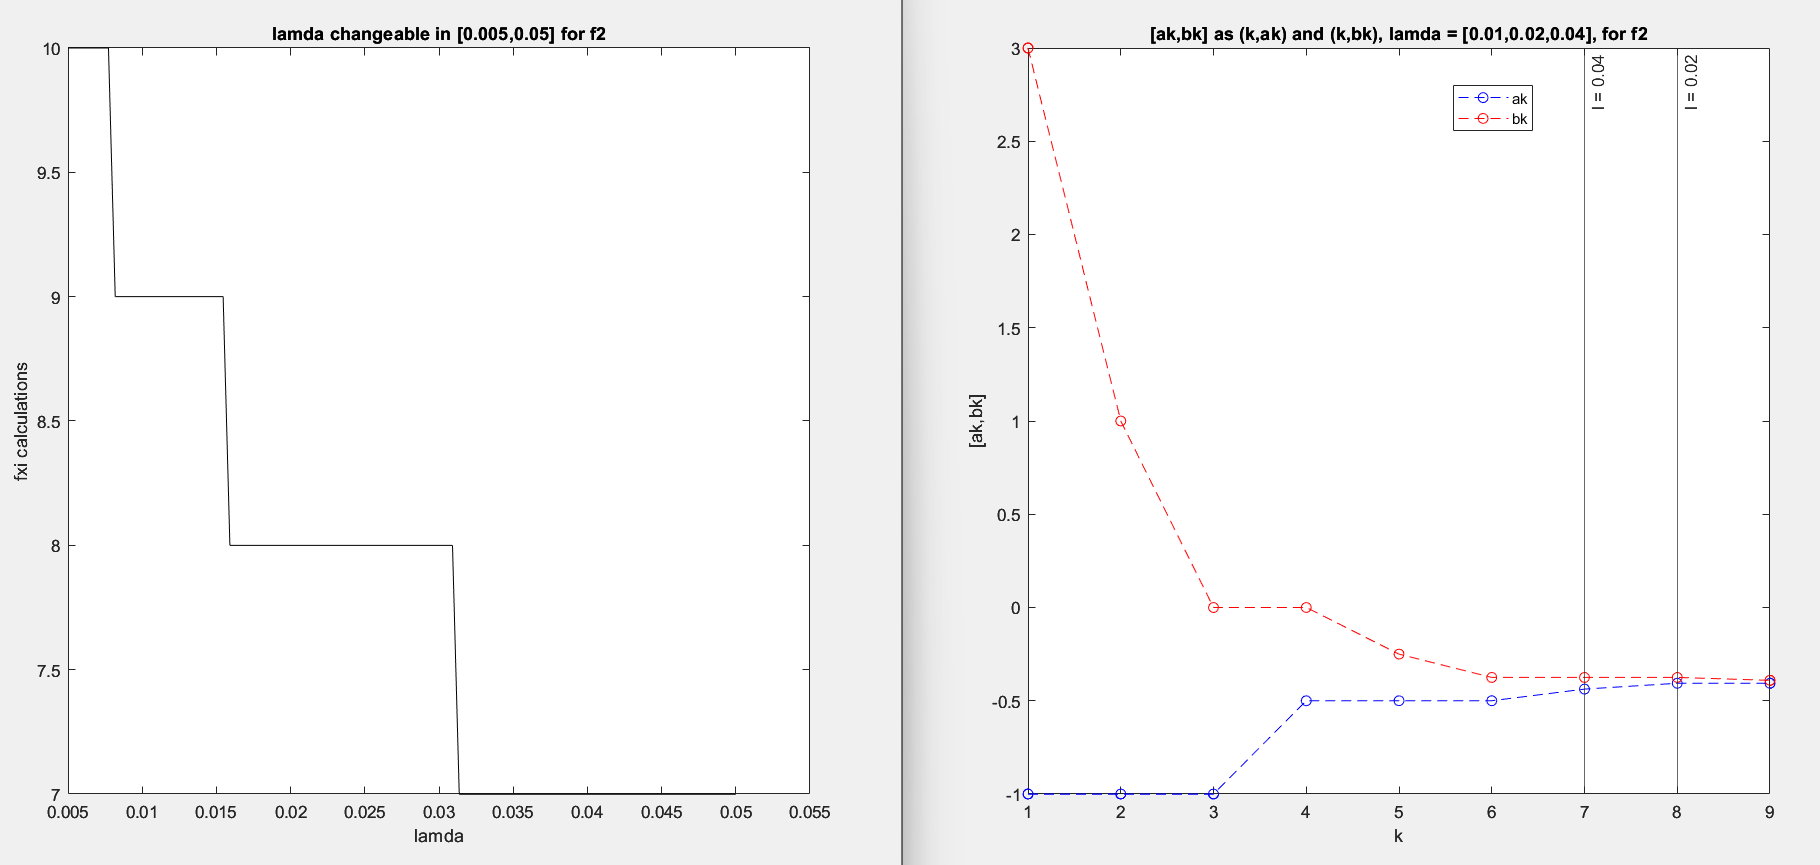 lamda changeable in [0.005,0.05] for f2
10
9.5
9
8.5
8
7.5
7
fxi calculations
0.005 0.01 0.015 0.02 0.025 0.03 0.035 0.04 0.045 0.05 0.055
lamda
[ak,bk] as (k,ak) and (k,bk), lamda = [0.01,0.02,0.04], for f2
3
2.5
2
1.5
1
0.5
0
-0.5
-1
[ak,bk]
ak
bk
l = 0.04
l = 0.02
1 2 3 4 5 6 7 8 9
k